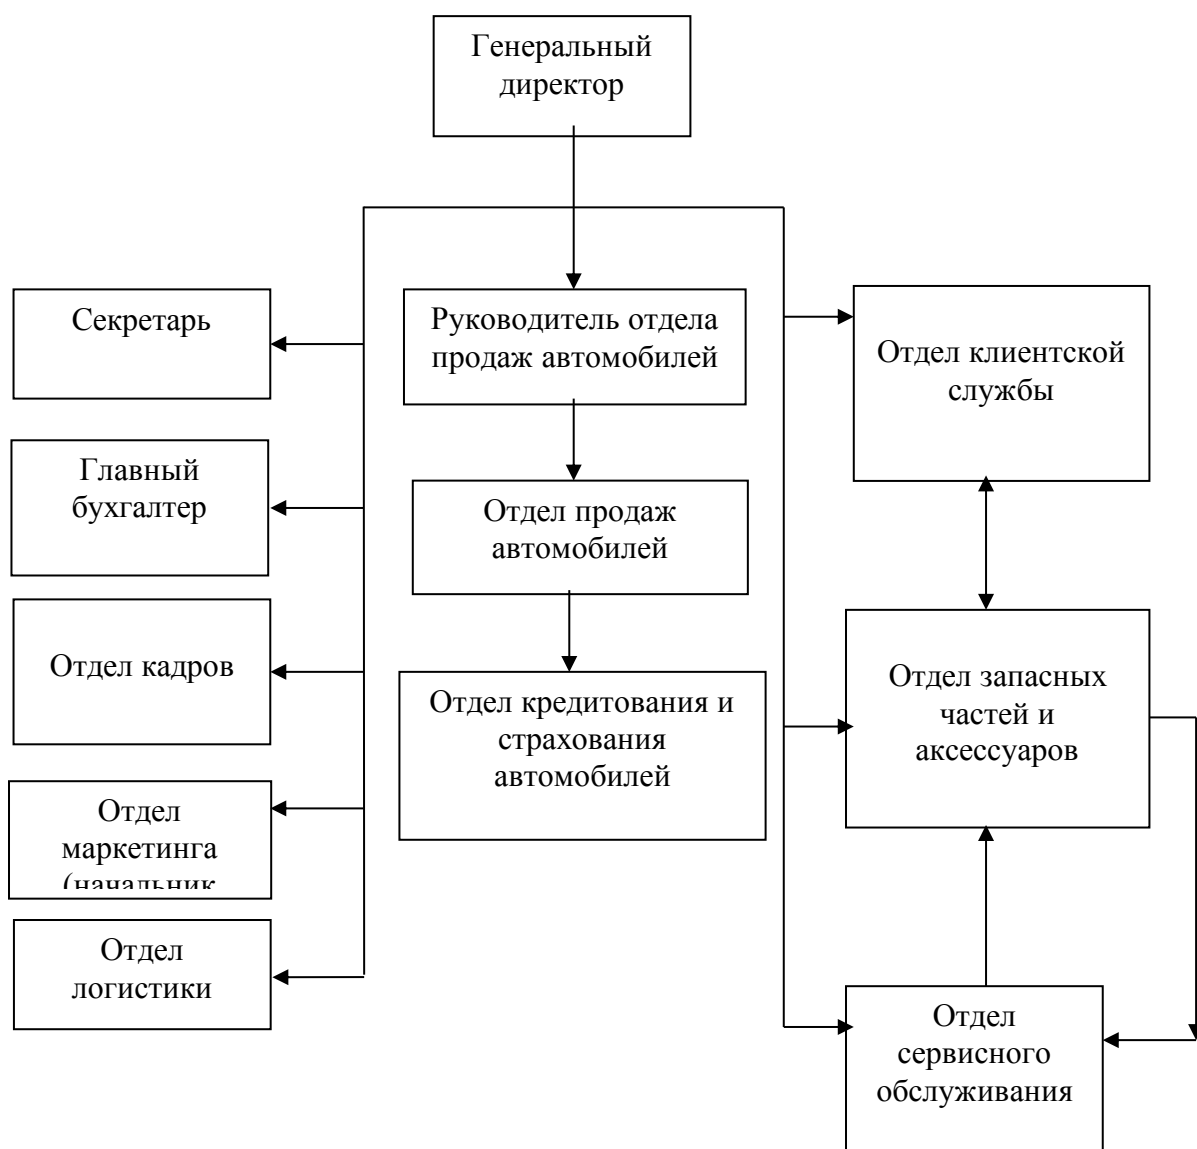 Генеральный
директор
Секретарь
Руководитель отдела
продаж автомобилей
Отдел клиентской
службы
Главный
бухгалтер
Отдел продаж
автомобилей
Отдел кадров
Отдел кредитования и
страхования
автомобилей
Отдел запасных
частей и
аксессуаров
Отдел
маркетинга
(начальник
Отдел
логистики
Отдел
сервисного
обслуживания